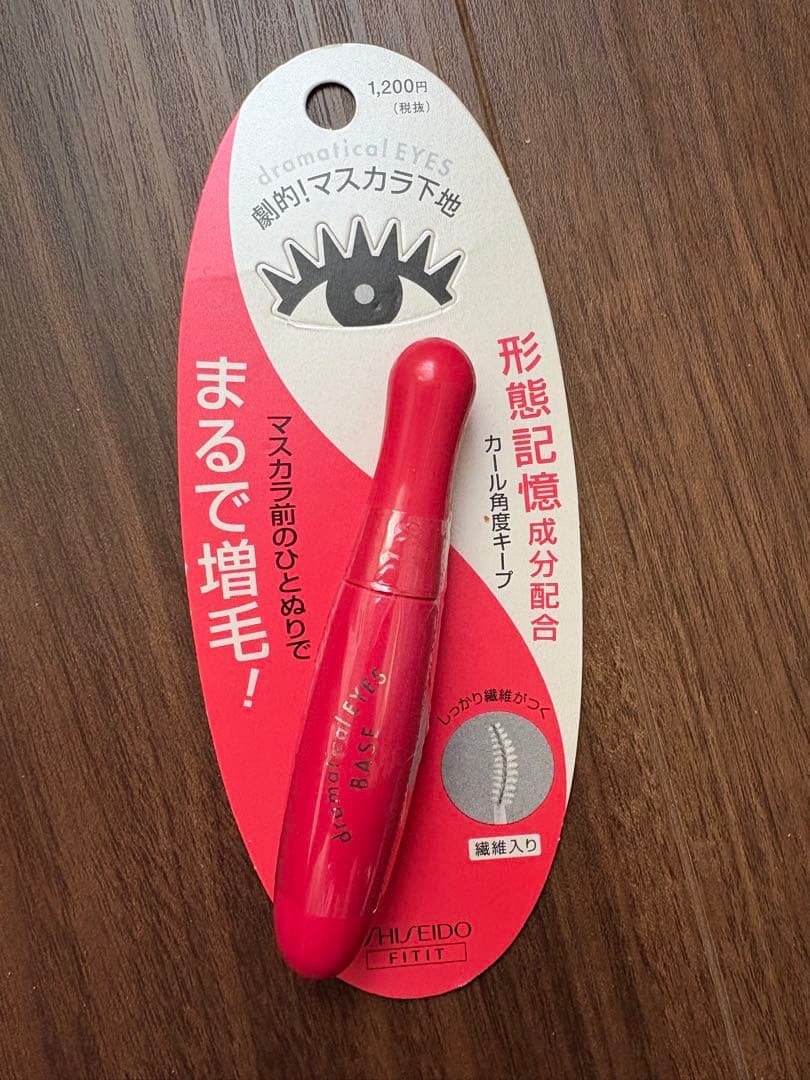 1,200円
(税抜)
dramatical EYES
劇的!マスカラ下地
形態記憶成分配合
カール角度キープ
マスカラ前のひとぬりで
まるで増毛!
dramatical EYES
BASE
しっかり繊維がつく
繊維入り
SHISEIDO
FITIT